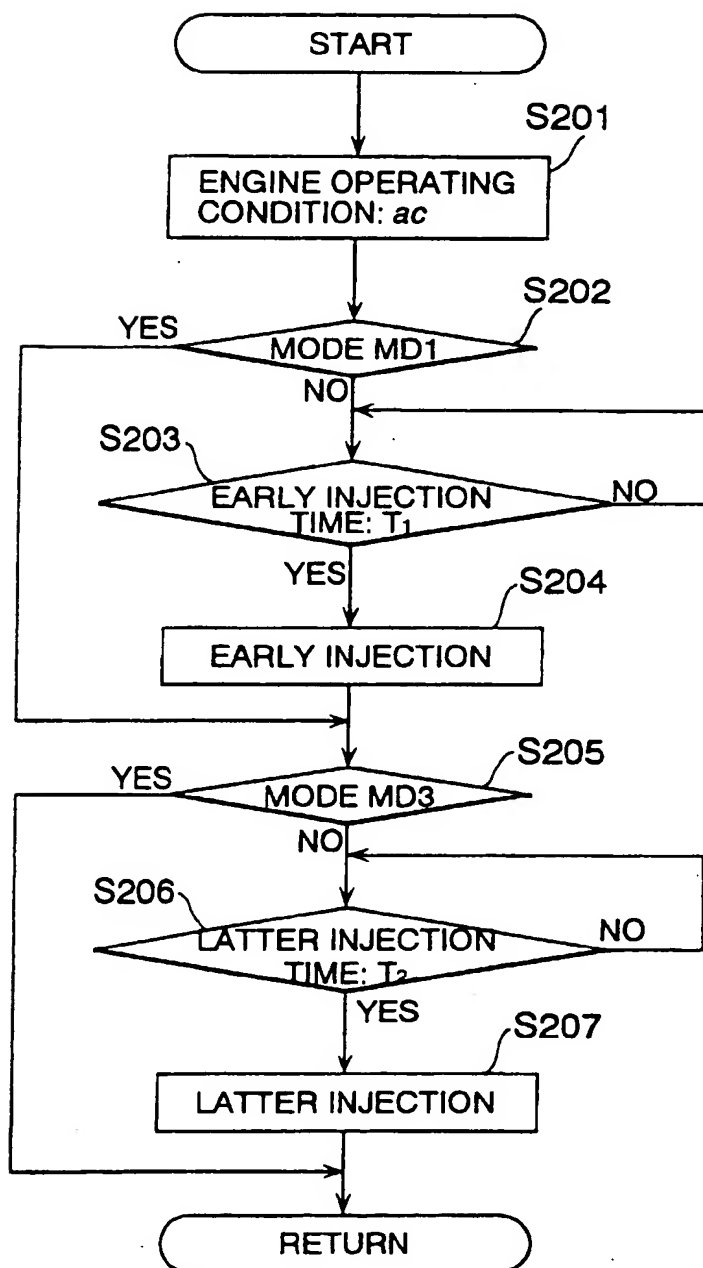 START
S201
ENGINE OPERATING
CONDITION: ac
S202
YES
MODE MD1
NO
S203
EARLY INJECTION
TIME: T1
NO
YES
S204
EARLY INJECTION
S205
YES
MODE MD3
NO
S206
LATTER INJECTION
TIME: T2
NO
YES
S207
LATTER INJECTION
RETURN